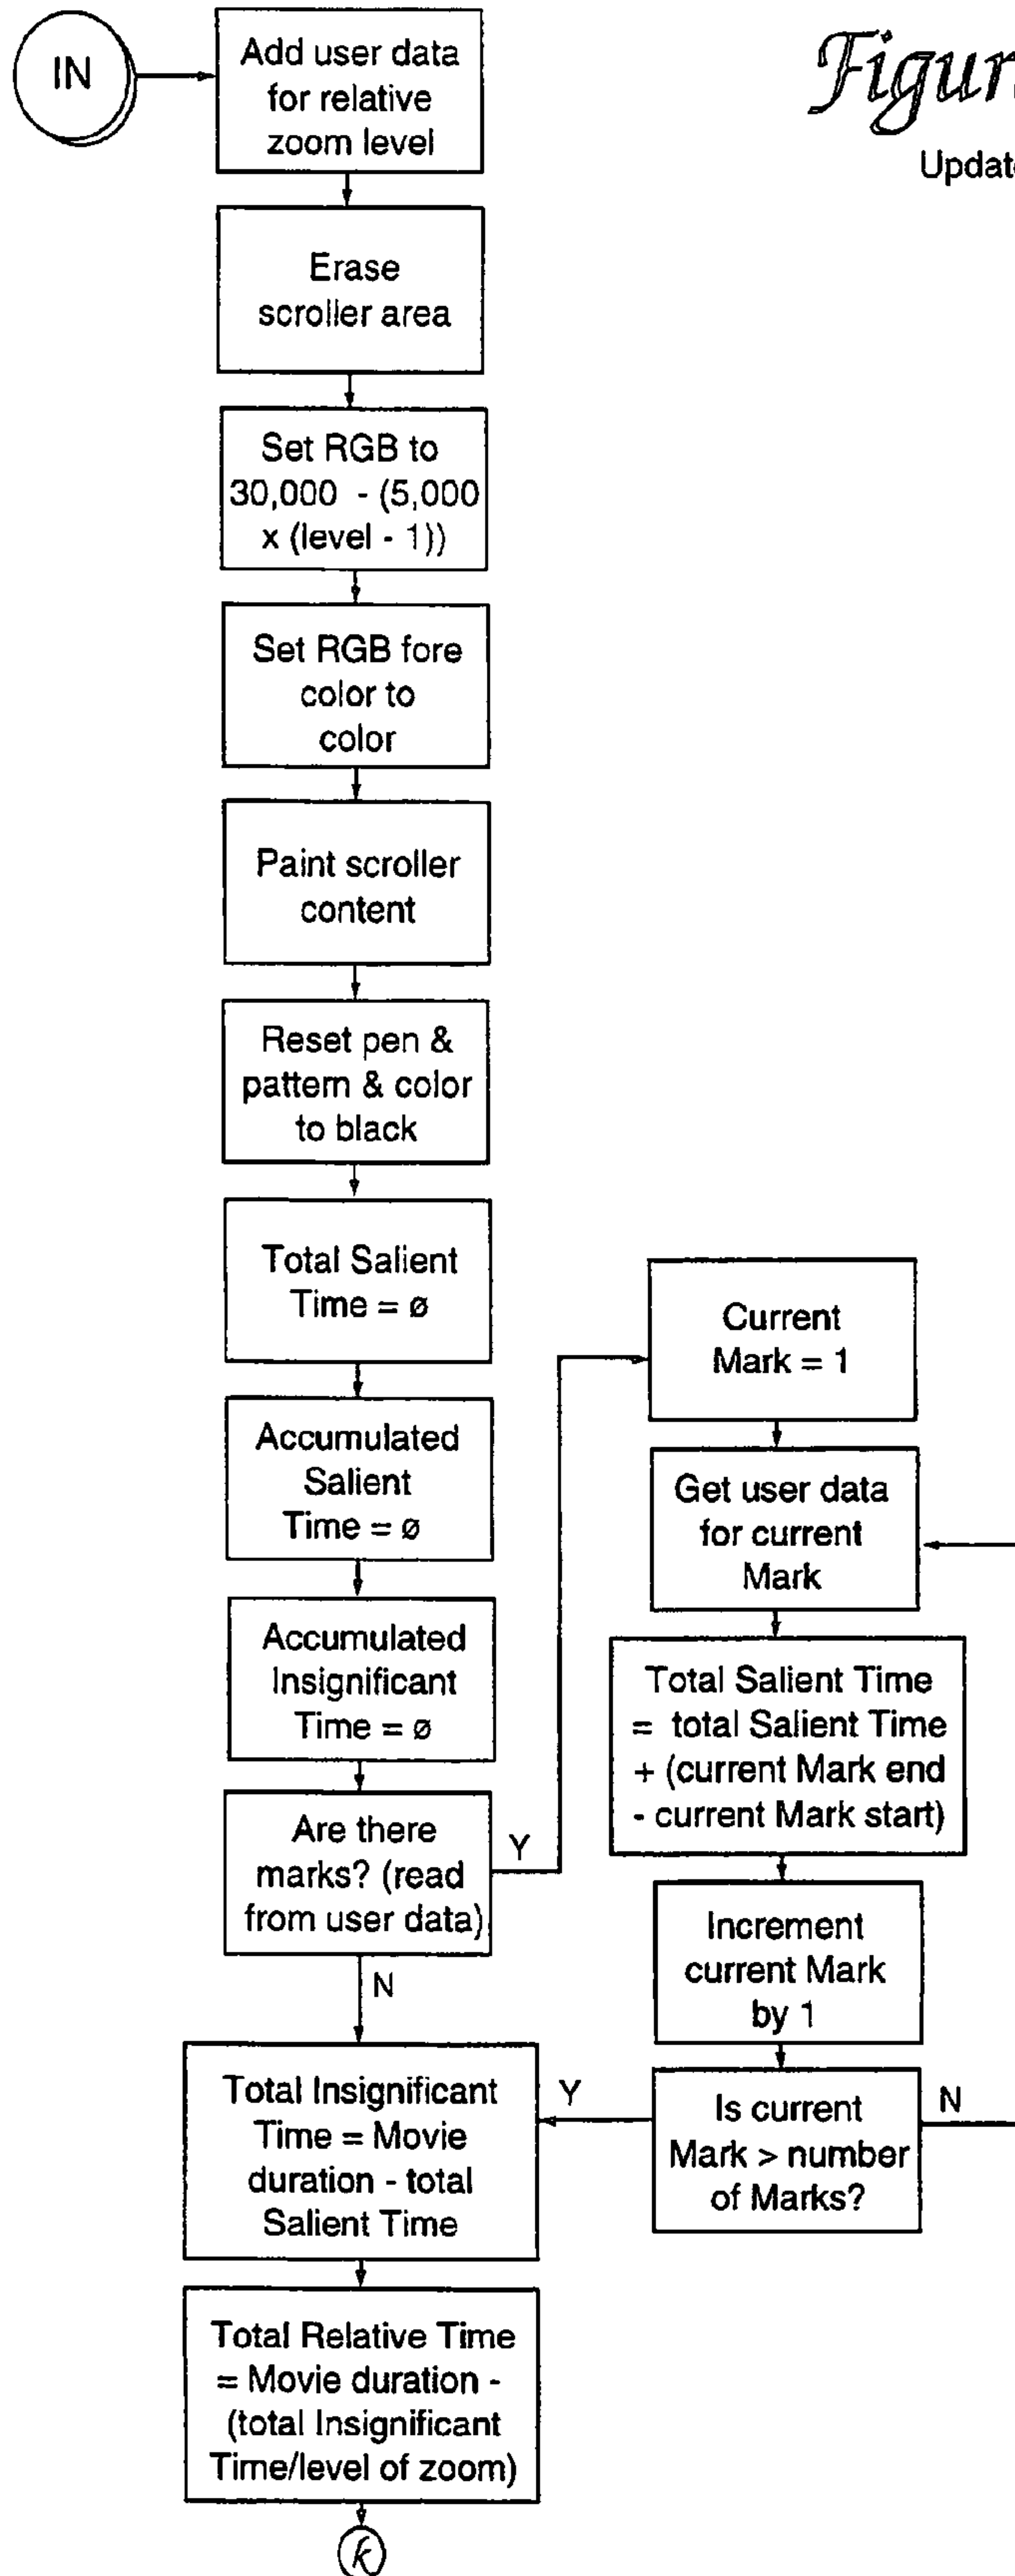 IN
Add user data
for relative
zoom level
Erase
scroller area
Set RGB to
30,000 - (5,000
x (level - 1))
Set RGB fore
color to
color
Paint scroller
content
Reset pen &
pattern & color
to black
Total Salient
Time = ø
Accumulated
Salient
Time = ø
Accumulated
Insignificant
Time = ø
Are there
marks? (read
from user data)
Y
N
Current
Mark = 1
Get user data
for current
Mark
Total Salient Time
= total Salient Time
+ (current Mark end
- current Mark start)
Increment
current Mark
by 1
Is current
Mark > number
of Marks?
Y
N
Total Insignificant
Time = Movie
duration - total
Salient Time
Total Relative Time
= Movie duration -
(total Insignificant
Time/level of zoom)
k